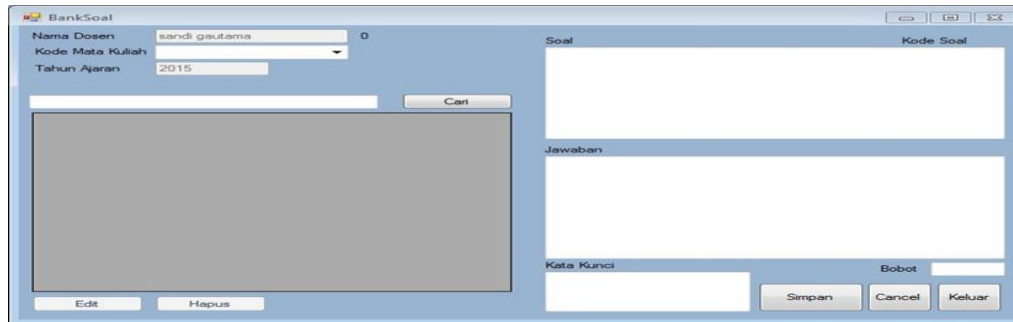 BankSoal
Nama Dosen sandi gautama 0
Kode Mata Kuliah
Tahun Ajaran 2015
Cari
Edit Hapus
Soal Kode Soal
Jawaban
Kata Kunci Bobot
Simpan Cancel Keluar